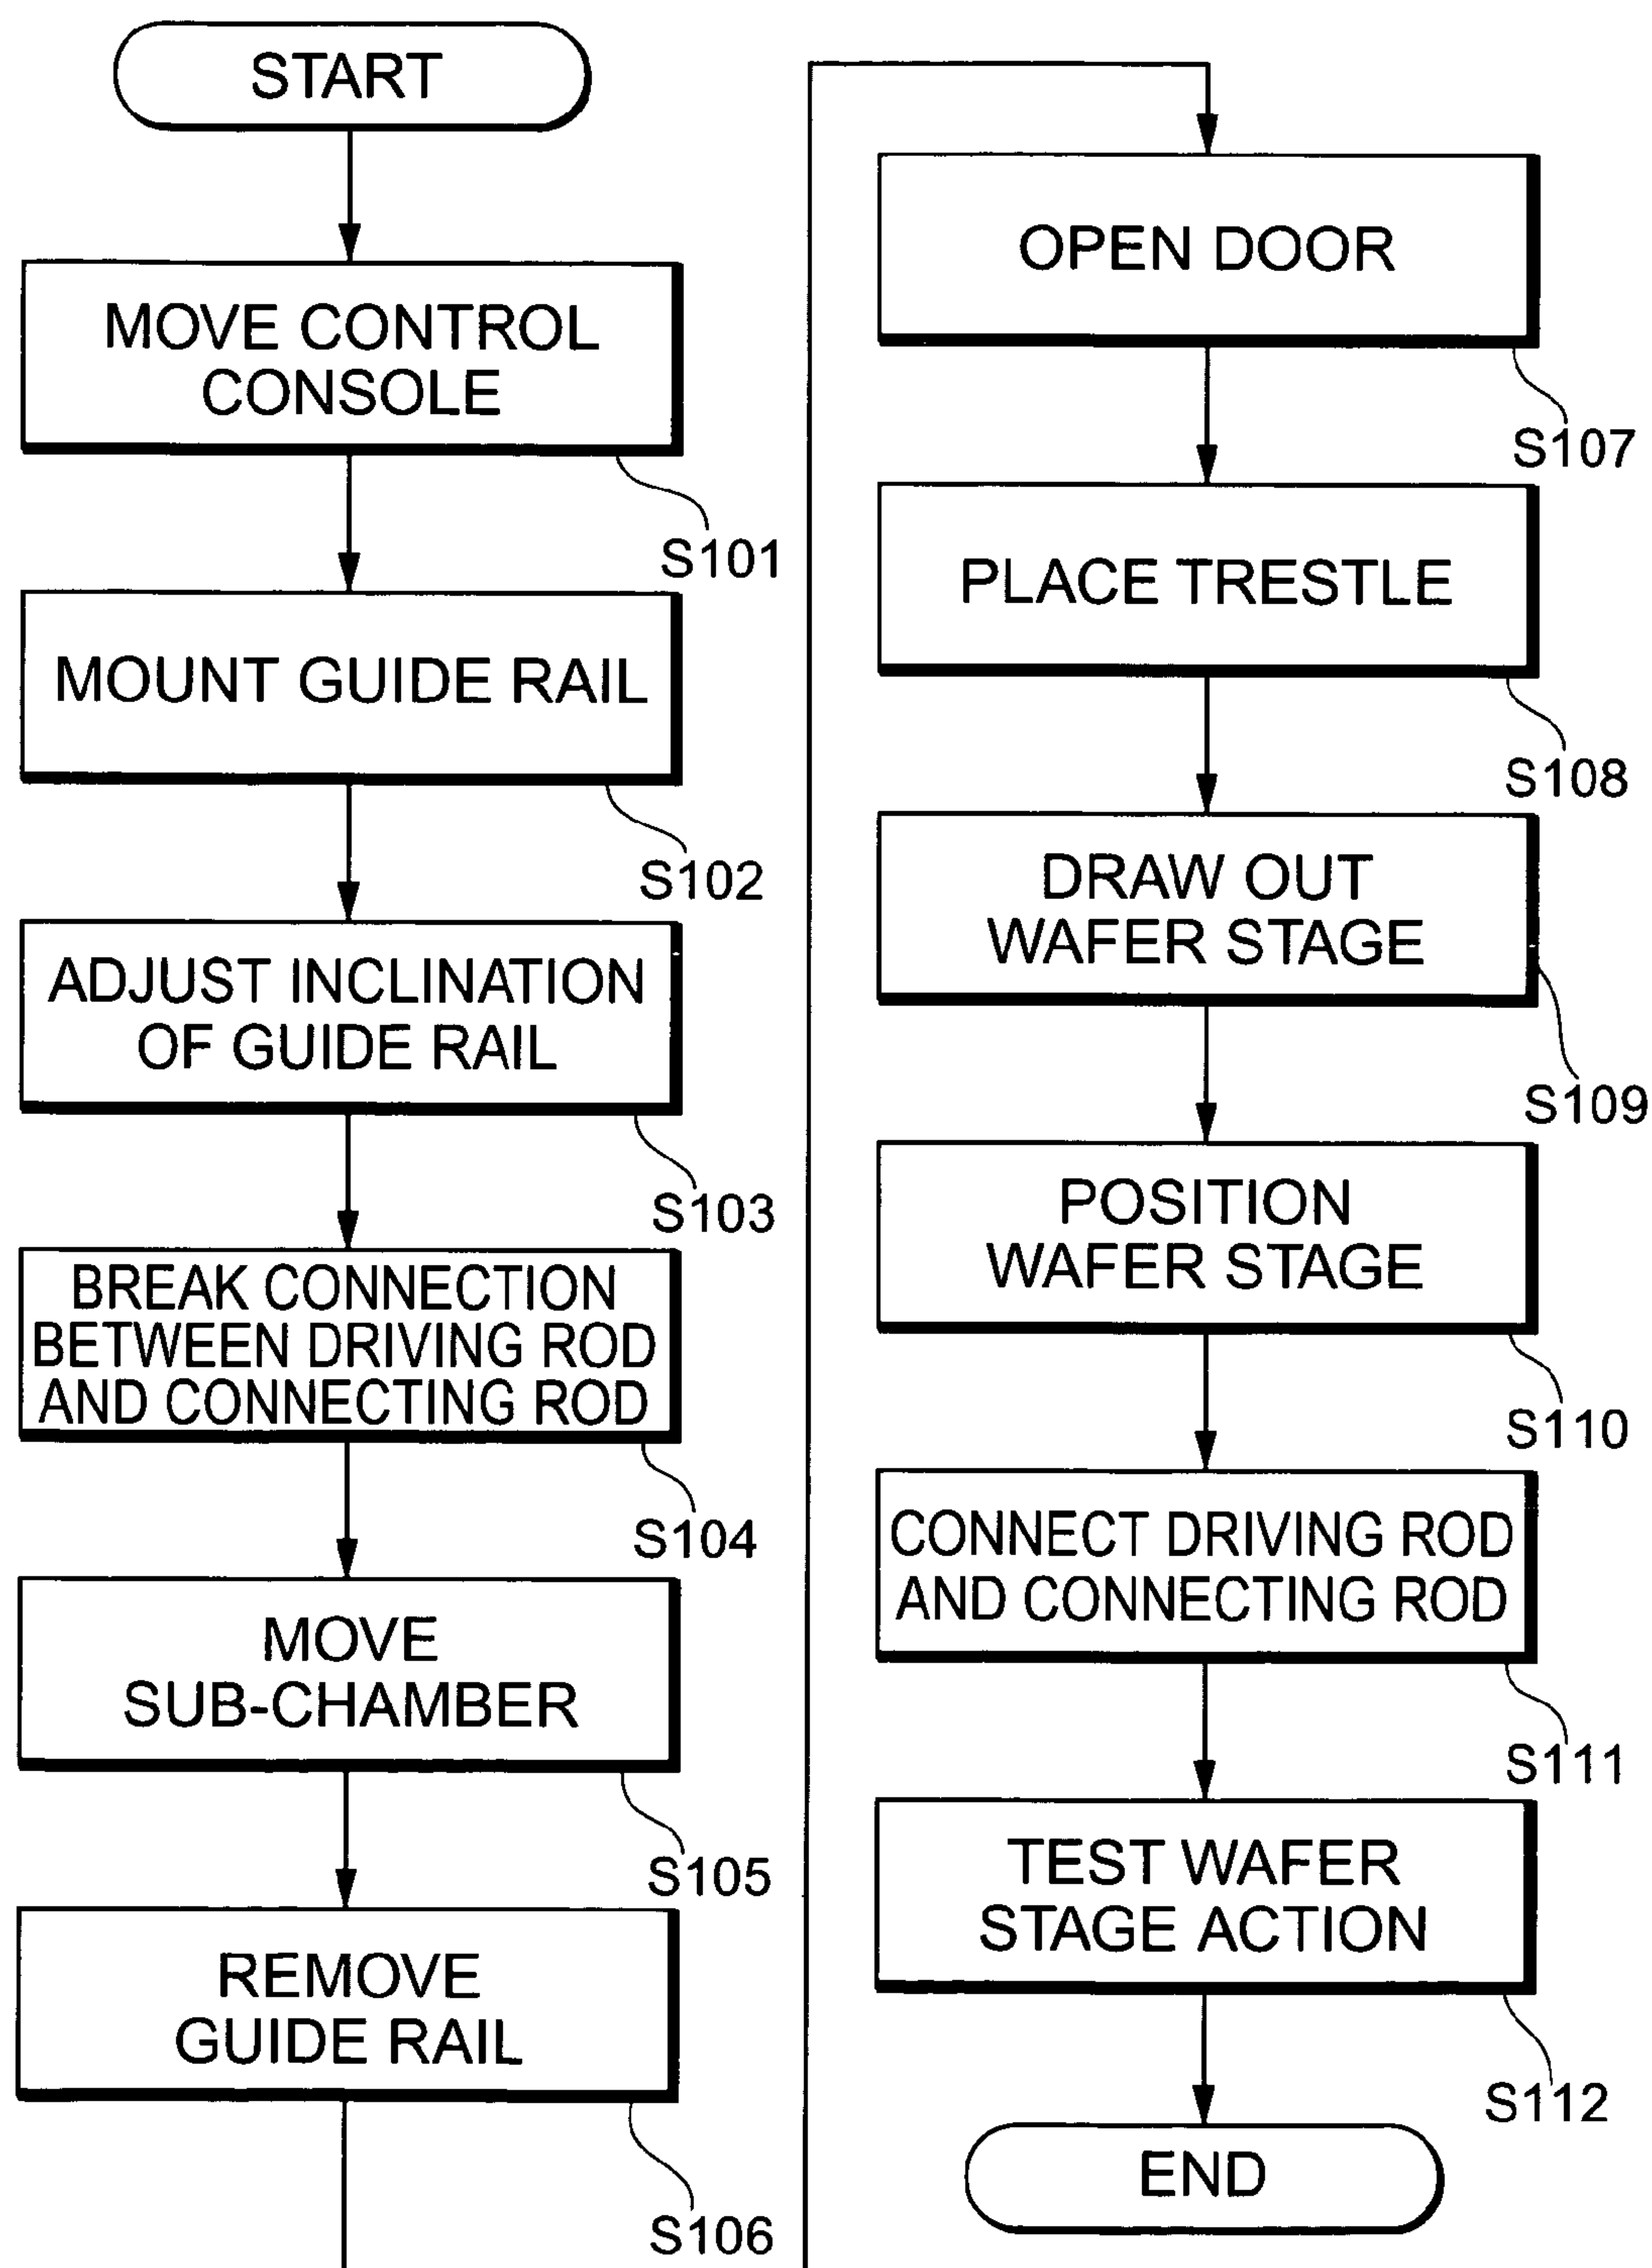 START
MOVE CONTROL
CONSOLE
S101
MOUNT GUIDE RAIL
S102
ADJUST INCLINATION
OF GUIDE RAIL
S103
BREAK CONNECTION
BETWEEN DRIVING ROD
AND CONNECTING ROD
S104
MOVE
SUB-CHAMBER
S105
REMOVE
GUIDE RAIL
S106
OPEN DOOR
S107
PLACE TRESTLE
S108
DRAW OUT
WAFER STAGE
S109
POSITION
WAFER STAGE
S110
CONNECT DRIVING ROD
AND CONNECTING ROD
S111
TEST WAFER
STAGE ACTION
S112
END